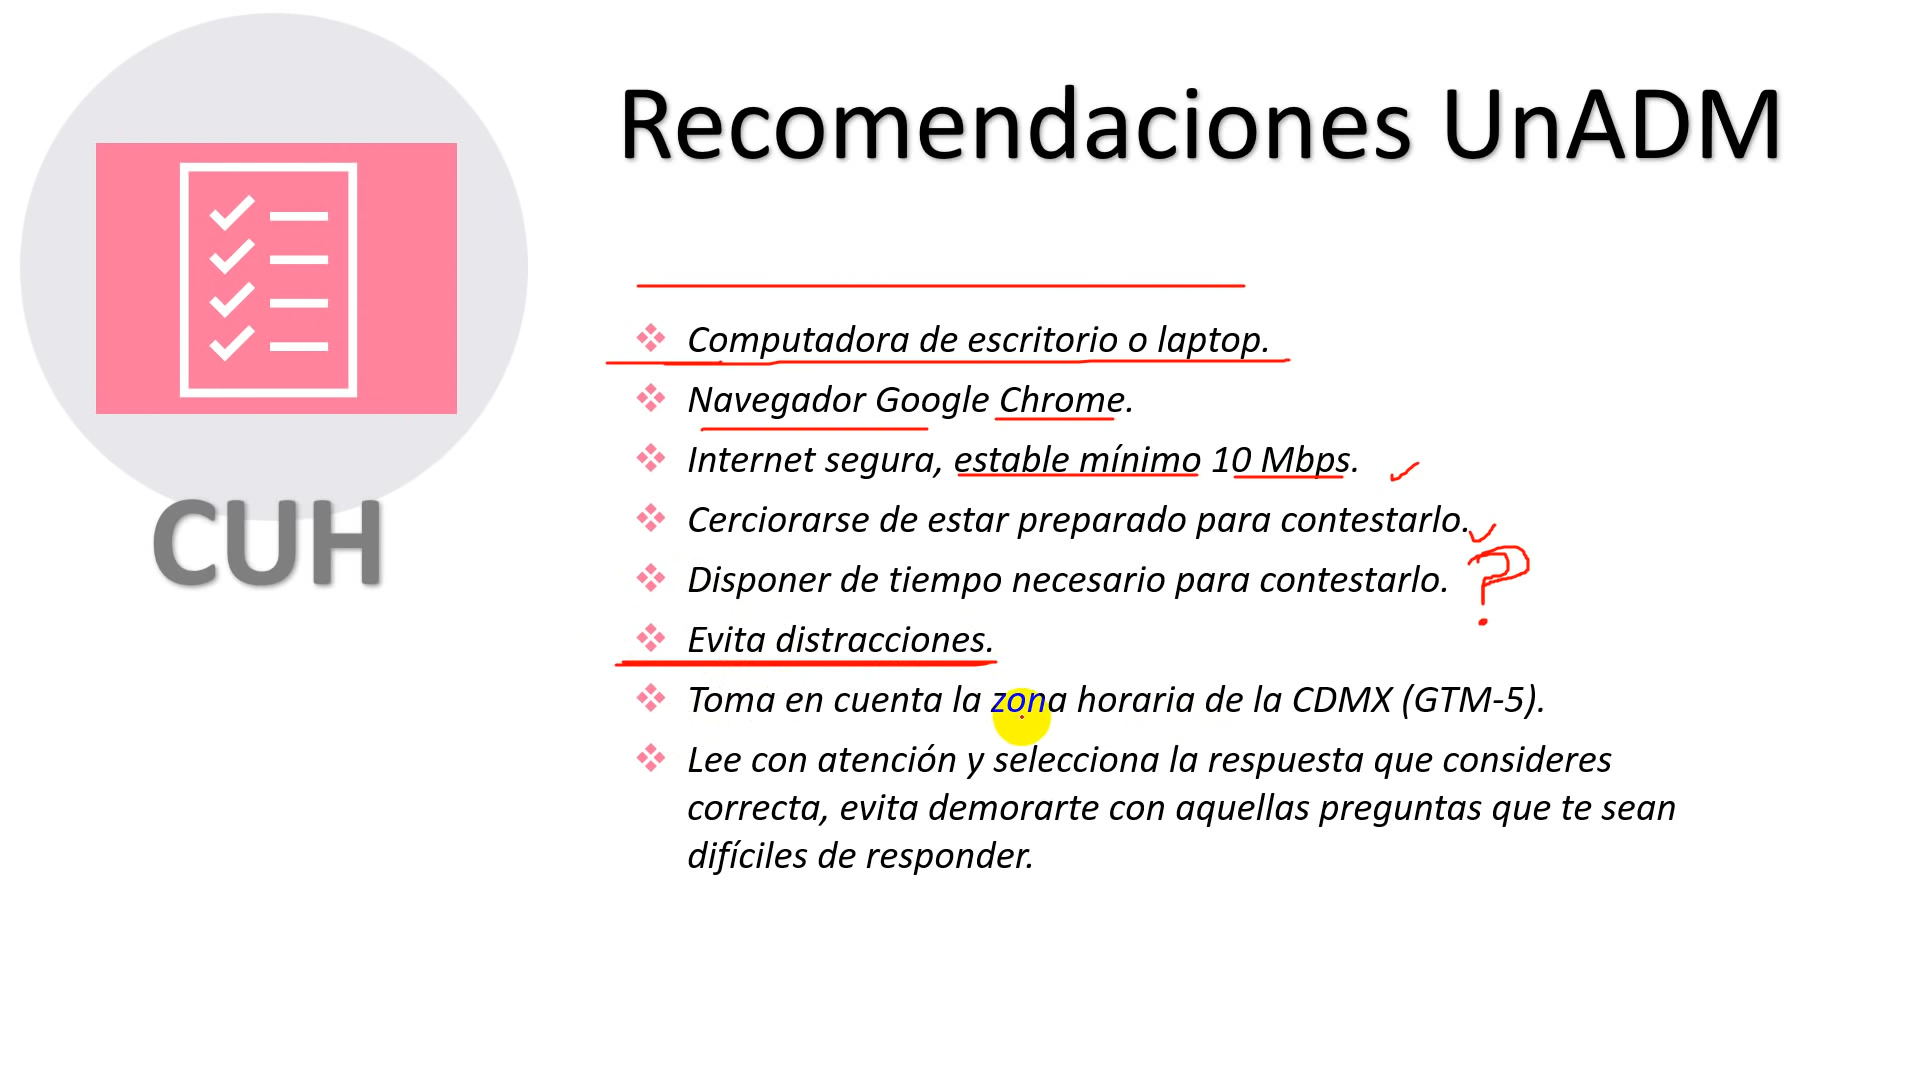 Recomendaciones UnADM
CUH
Computadora de escritorio o laptop.
Navegador Google Chrome.
Internet segura, estable mínimo 10 Mbps.
Cerciorarse de estar preparado para contestarlo.
Disponer de tiempo necesario para contestarlo. ?
Evita distracciones.
Toma en cuenta la zona horaria de la CDMX (GTM-5).
Lee con atención y selecciona la respuesta que consideres
correcta, evita demorarte con aquellas preguntas que te sean
difíciles de responder.